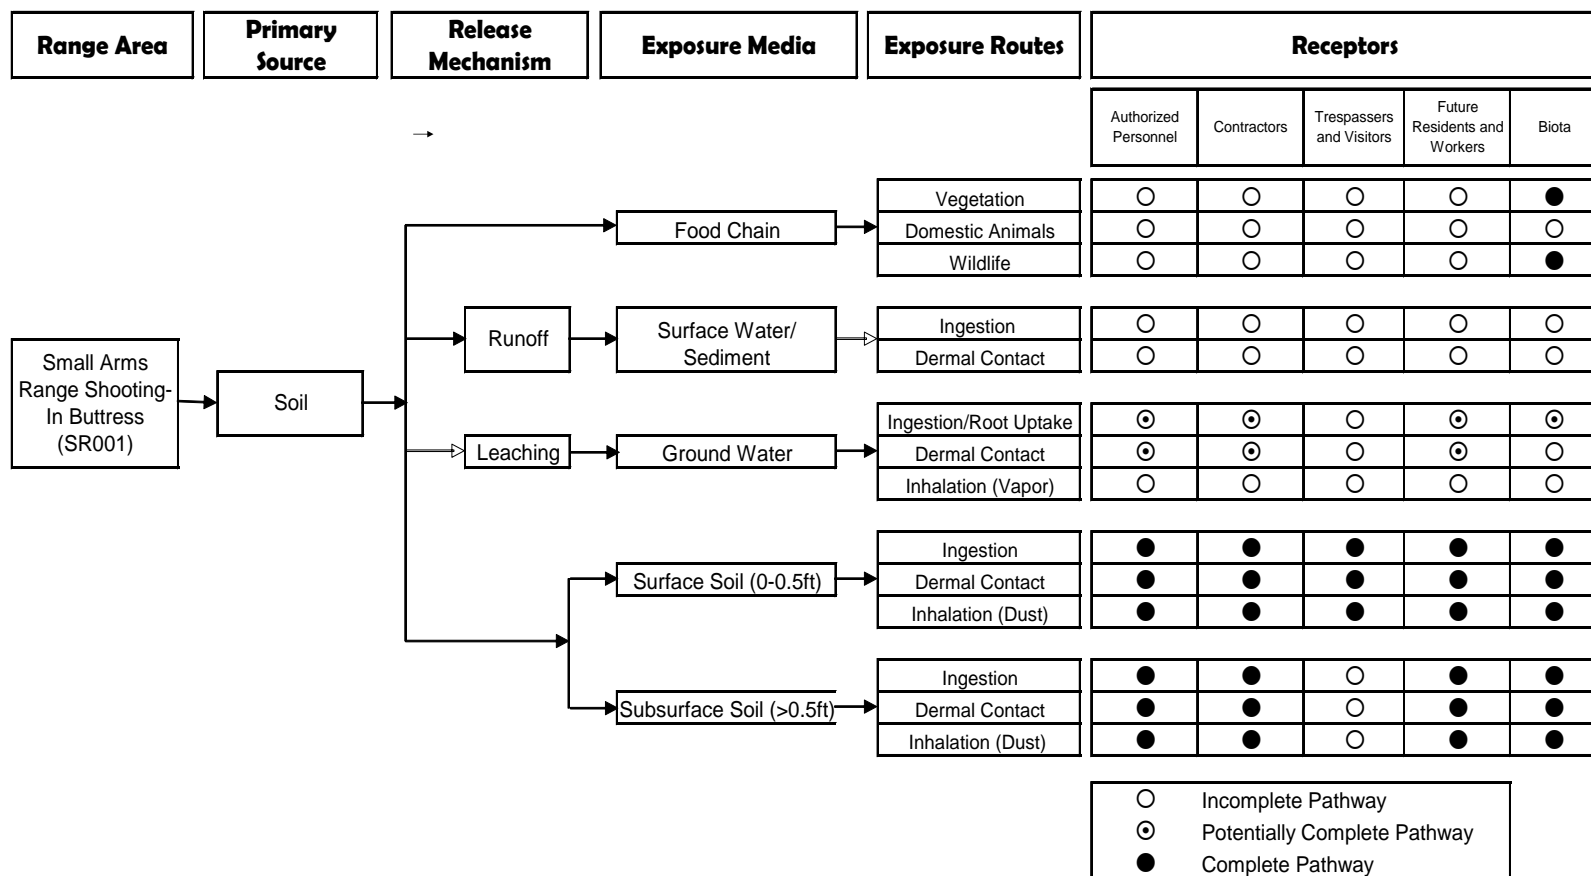 Range Area
Primary
Source
Release
Mechanism
Exposure Media
Exposure Routes
Receptors
Authorized
Personnel
Contractors
Trespassers
and Visitors
Future
Residents and
Workers
Biota
Vegetation
Food Chain
Domestic Animals
Wildlife
Runoff
Surface Water/
Sediment
Ingestion
Dermal Contact
Small Arms
Range Shooting-
In Buttress
(SR001)
Soil
Leaching
Ground Water
Ingestion/Root Uptake
Dermal Contact
Inhalation (Vapor)
Surface Soil (0-0.5ft)
Ingestion
Dermal Contact
Inhalation (Dust)
Subsurface Soil (>0.5ft)
Ingestion
Dermal Contact
Inhalation (Dust)
Incomplete Pathway
Potentially Complete Pathway
Complete Pathway